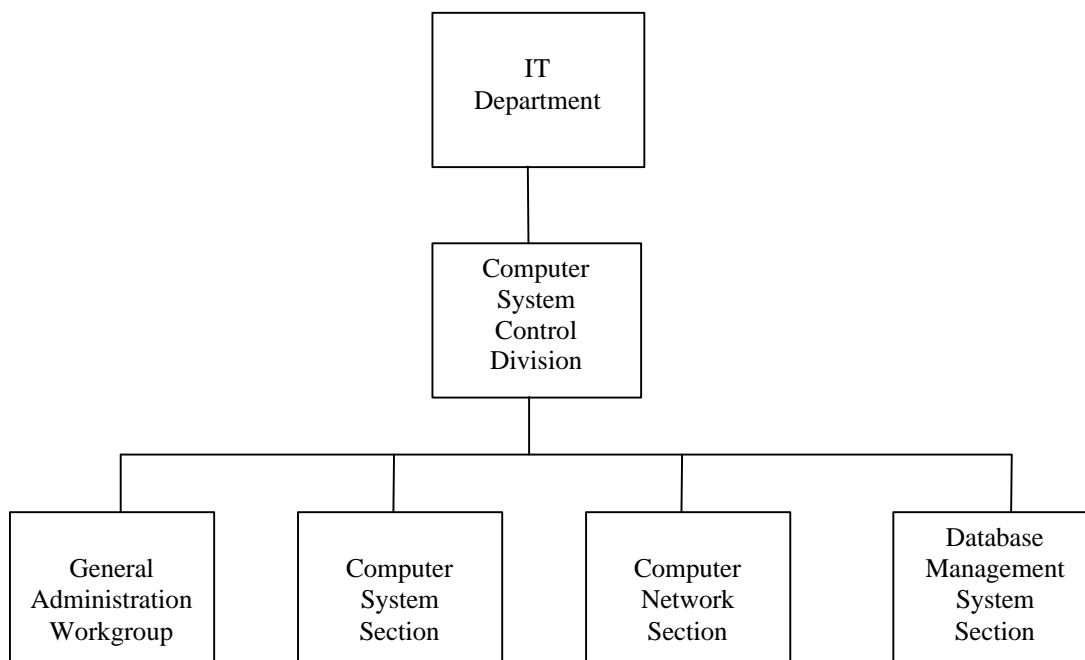 IT
Department
Computer
System
Control
Division
General
Administration
Workgroup
Computer
System
Section
Computer
Network
Section
Database
Management
System
Section